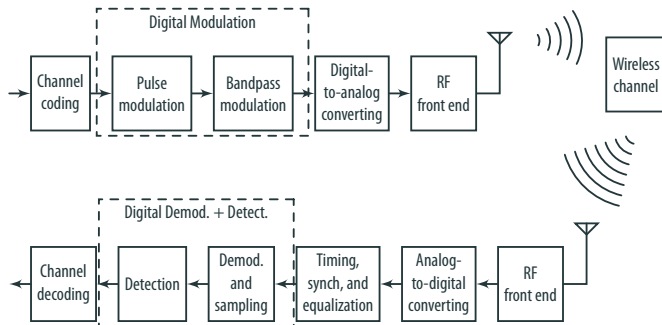 Digital Modulation
Channel
coding
Pulse
modulation
Bandpass
modulation
Digital-
to-analog
converting
RF
front end
Wireless
channel
Digital Demod. + Detect.
Channel
decoding
Detection
Demod.
and
sampling
Timing,
synch, and
equalization
Analog-
to-digital
converting
RF
front end